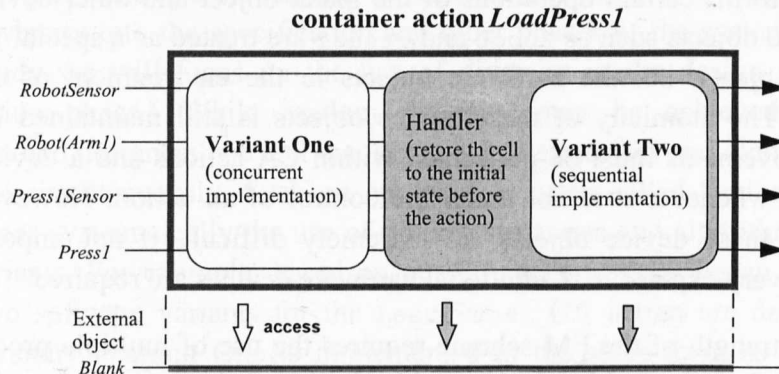 container action LoadPress1
RobotSensor
Robot(Arm1)
Press1Sensor
Press1
Variant One
(concurrent
implementation)
Handler
(retore th cell
to the initial
state before
the action)
Variant Two
(sequential
implementation)
External
object
Blank
access